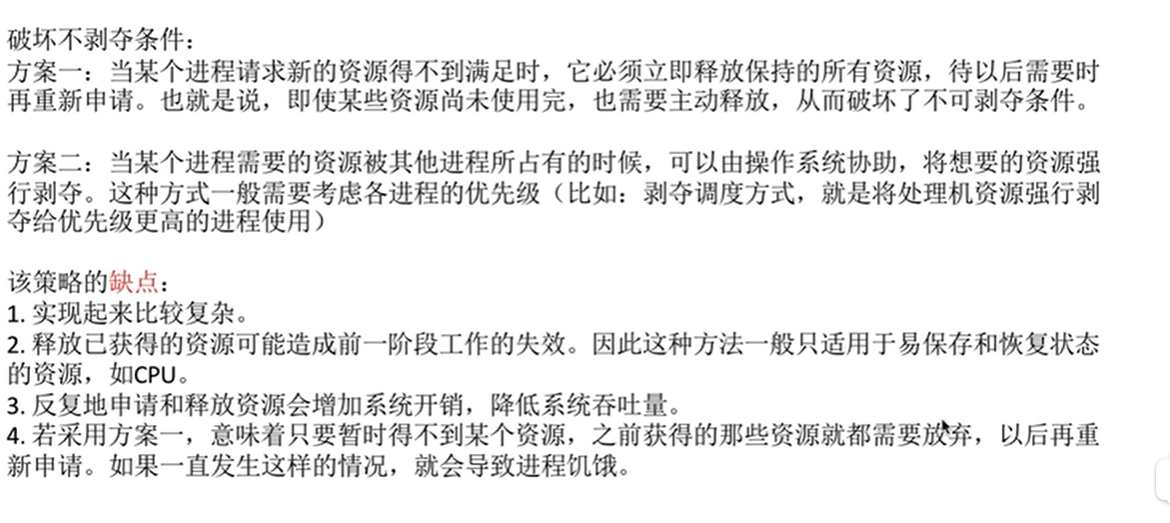 破坏不剥夺条件：
方案一：当某个进程请求新的资源得不到满足时，它必须立即释放保持的所有资源，待以后需要时
再重新申请。也就是说，即使某些资源尚未使用完，也需要主动释放，从而破坏了不可剥夺条件。
方案二：当某个进程需要的资源被其他进程所占有的时候，可以由操作系统协助，将想要的资源强
行剥夺。这种方式一般需要考虑各进程的优先级（比如：剥夺调度方式，就是将处理机资源强行剥
夺给优先级更高的进程使用）
该策略的缺点：
1. 实现起来比较复杂。
2. 释放已获得的资源可能造成前一阶段工作的失效。因此这种方法一般只适用于易保存和恢复状态
的资源，如CPU。
3. 反复地申请和释放资源会增加系统开销，降低系统吞吐量。
4. 若采用方案一，意味着只要暂时得不到某个资源，之前获得的那些资源就都需要放弃，以后再重
新申请。如果一直发生这样的情况，就会导致进程饥饿。